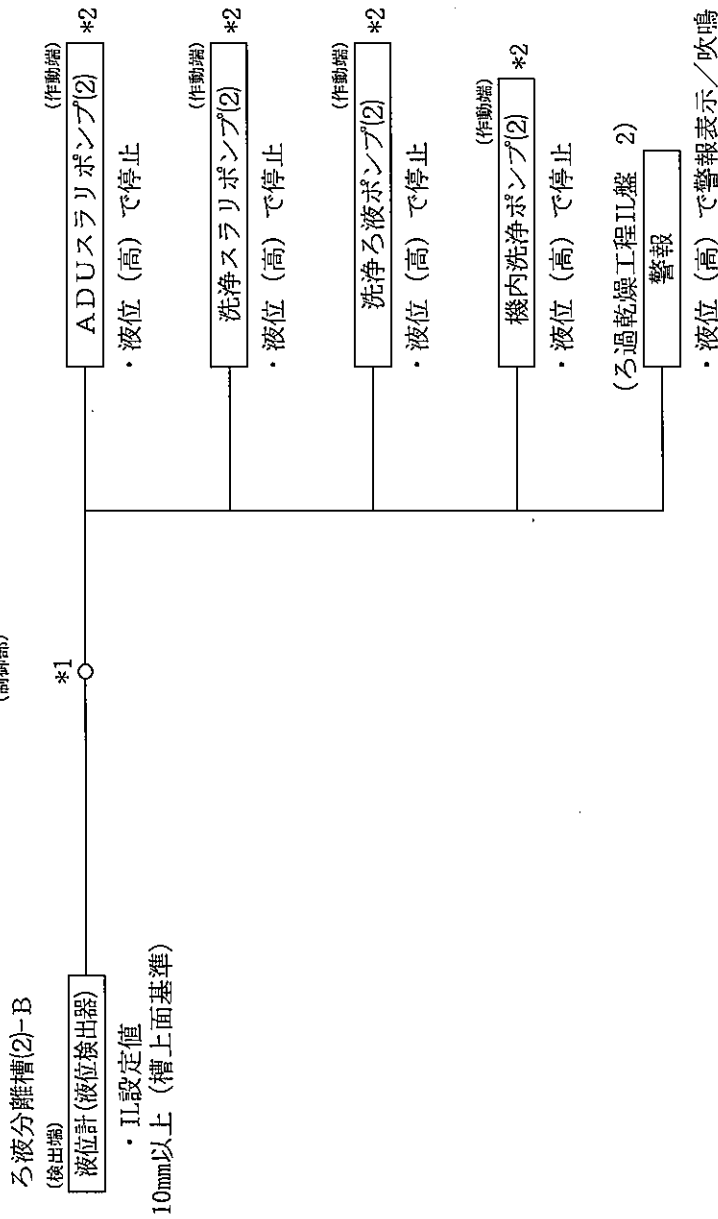 ろ液分離槽(2)-B
(検出端)
液位計(液位検出器)
・IL設定値
10mm以上(槽上面基準)
(制御部)
*1
(作動端)
ADUスラリポンプ(2) *2
・液位(高)で停止
(作動端)
洗浄スラリポンプ(2) *2
・液位(高)で停止
(作動端)
洗浄ろ液ポンプ(2) *2
・液位(高)で停止
(作動端)
機内洗浄ポンプ(2) *2
・液位(高)で停止
(ろ過乾燥工程IL盤 2)
警報
・液位(高)で警報表示/吹鳴